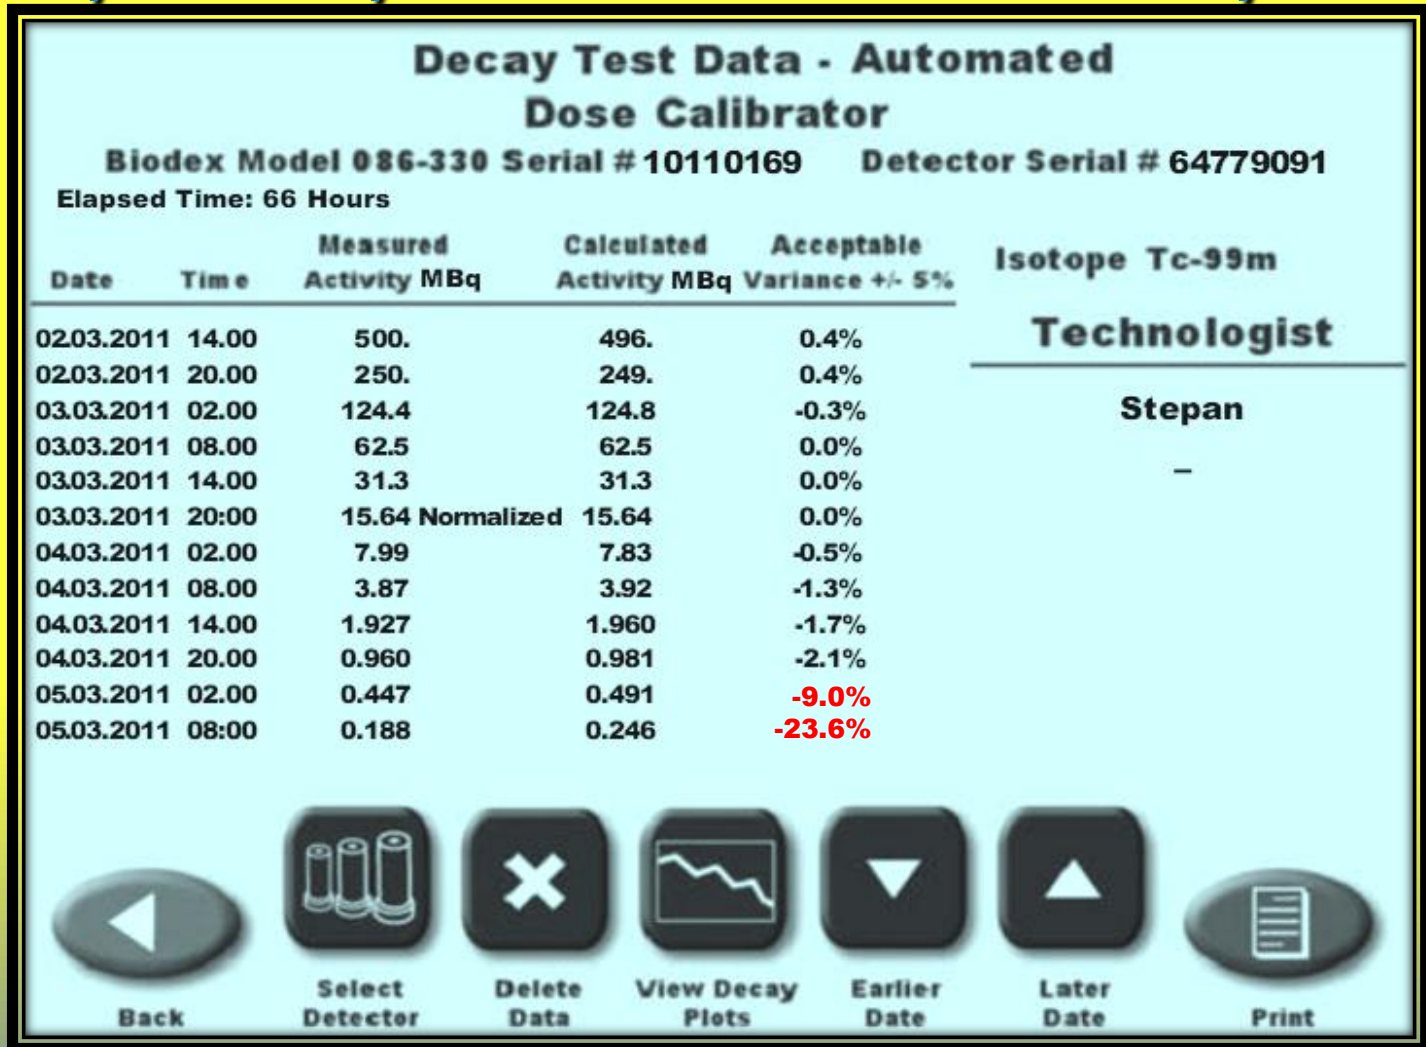 Decay Test Data - Automated
Dose Calibrator
Biodex Model 086-330 Serial # 10110169 Detector Serial # 64779091
Elapsed Time: 66 Hours
Measured Calculated Acceptable
Date Time Activity MBq Activity MBq Variance +/- 5%
Isotope Tc-99m
Technologist
Stepan
–
02.03.2011 14.00 500. 496. 0.4%
02.03.2011 20.00 250. 249. 0.4%
03.03.2011 02.00 124.4 124.8 -0.3%
03.03.2011 08.00 62.5 62.5 0.0%
03.03.2011 14.00 31.3 31.3 0.0%
03.03.2011 20:00 15.64 Normalized 15.64 0.0%
04.03.2011 02.00 7.99 7.83 -0.5%
04.03.2011 08.00 3.87 3.92 -1.3%
04.03.2011 14.00 1.927 1.960 -1.7%
04.03.2011 20.00 0.960 0.981 -2.1%
05.03.2011 02.00 0.447 0.491 -9.0%
05.03.2011 08:00 0.188 0.246 -23.6%
Back
Select
Detector
Delete
Data
View Decay
Plots
Earlier
Date
Later
Date
Print